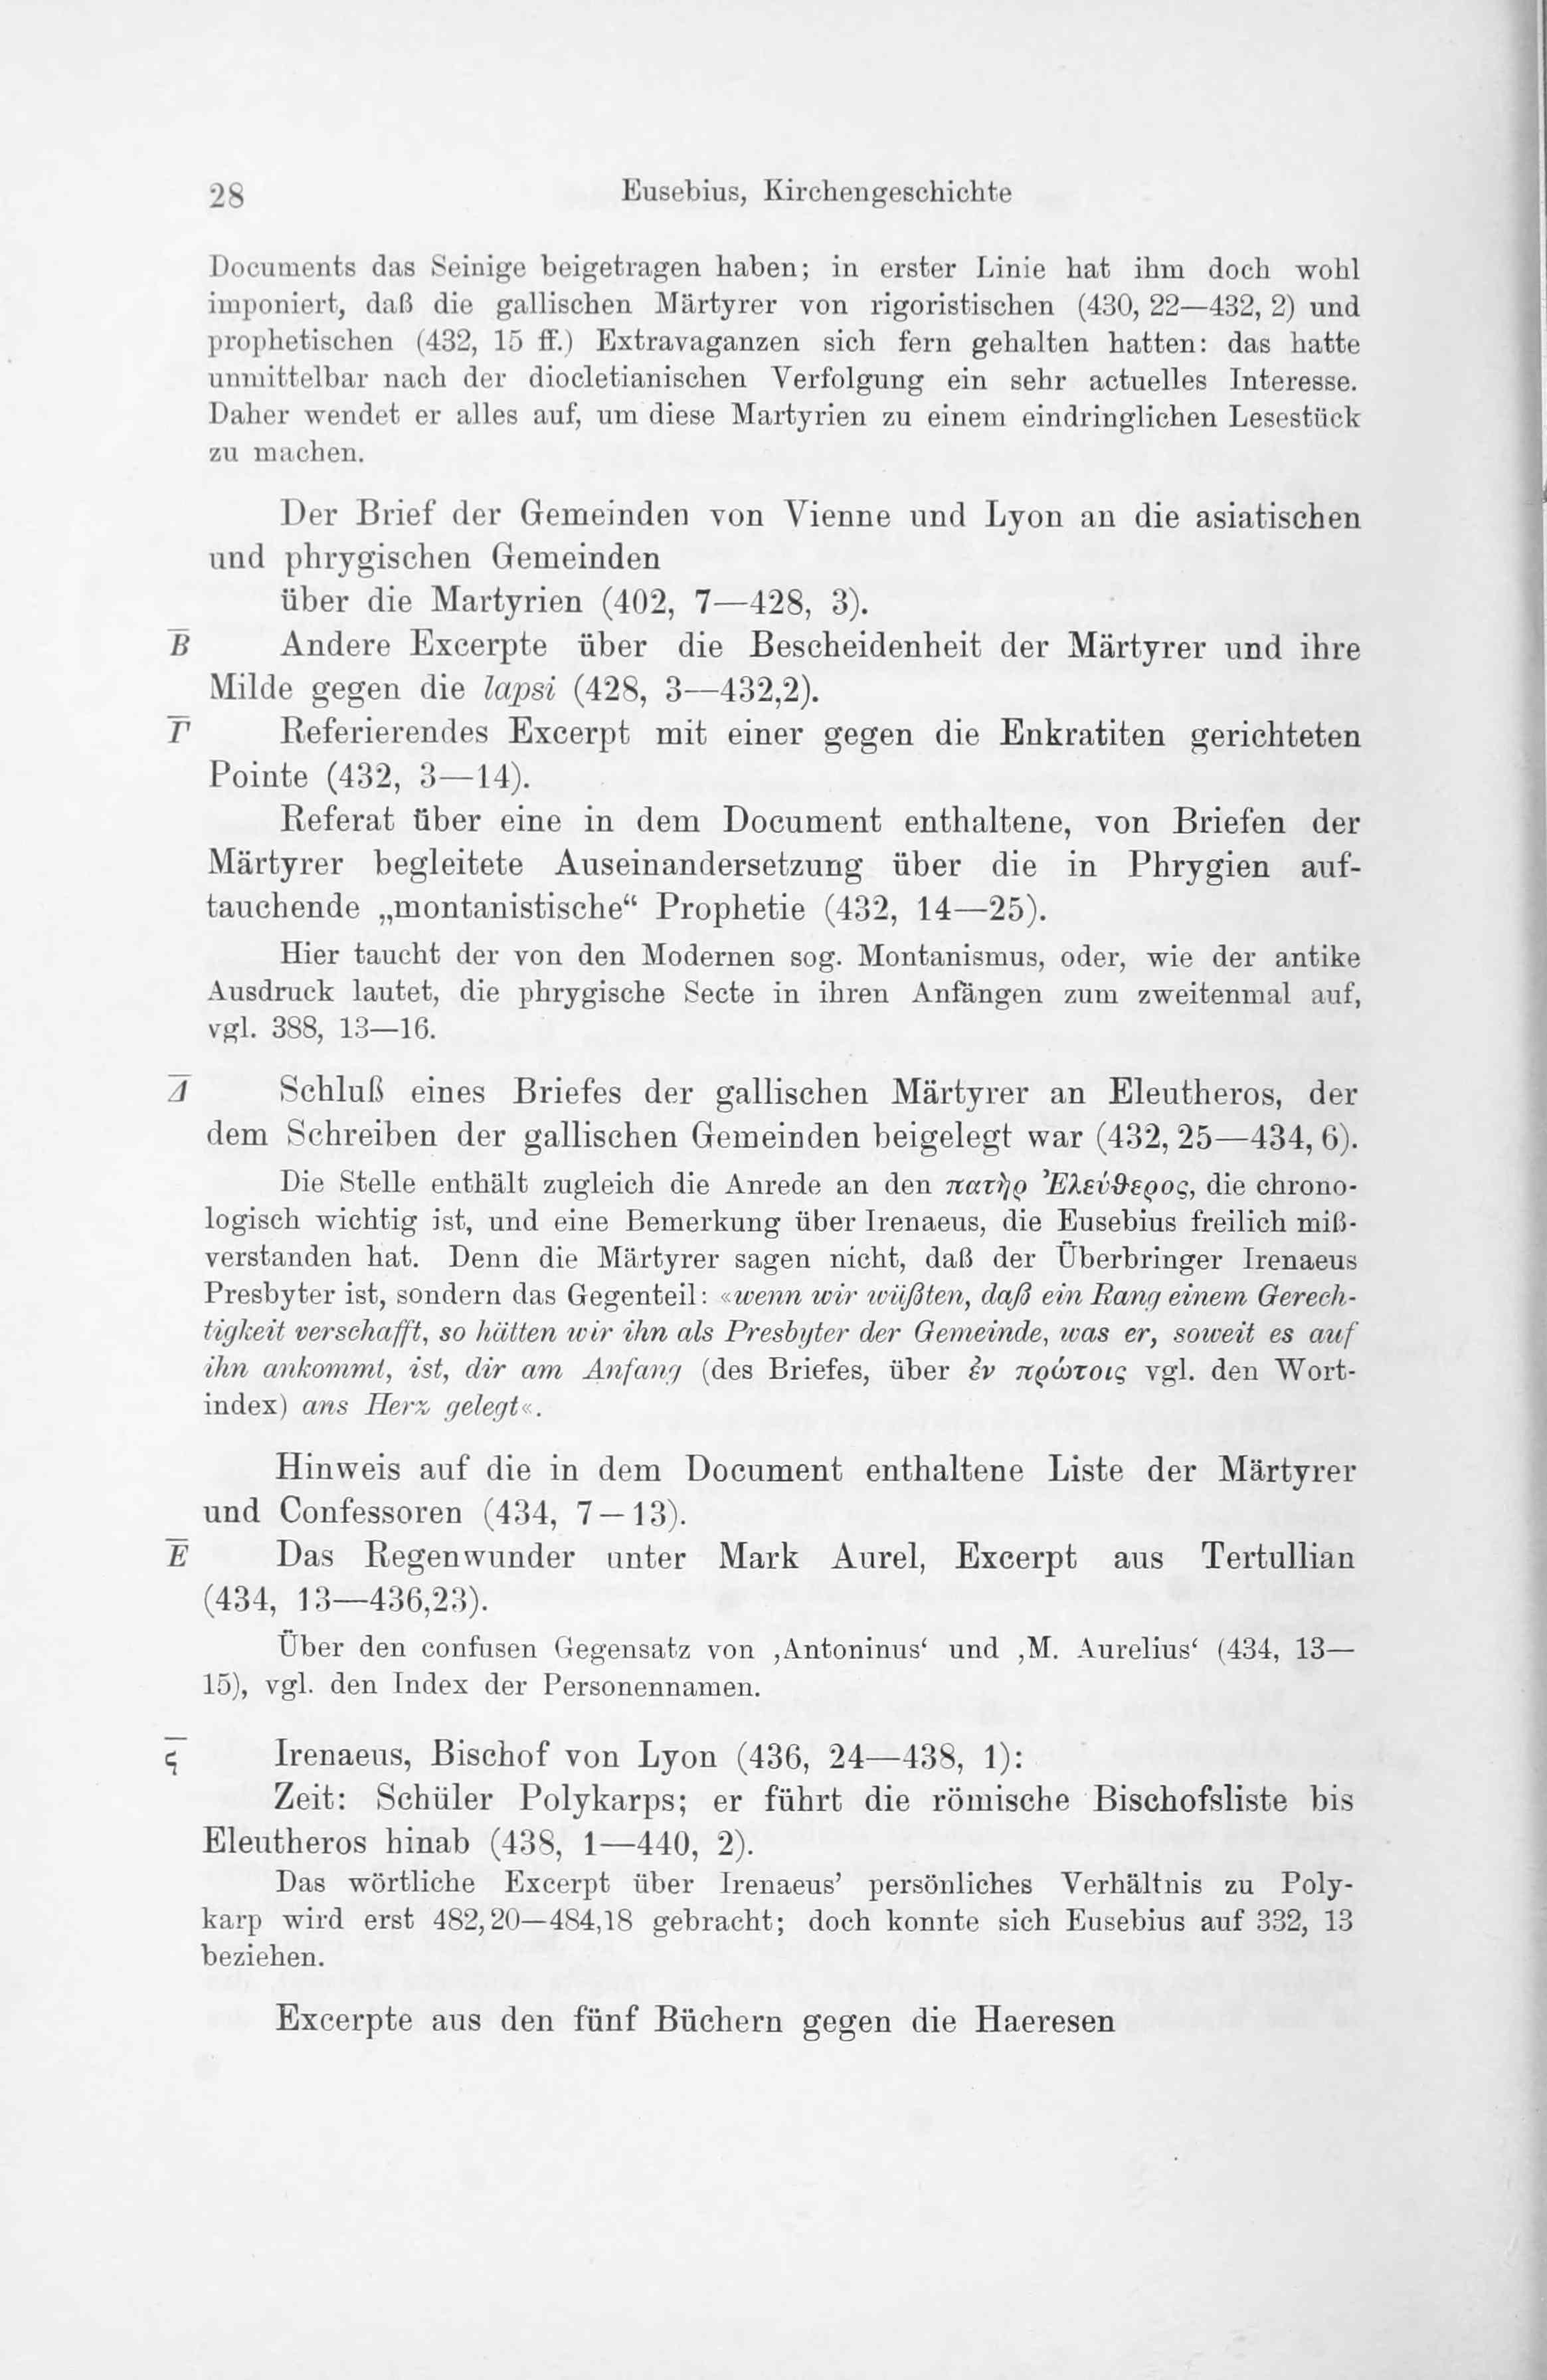 28 Eusebius, Kirchengeschichte
Documents das Seinige beigetragen haben; in erster Linie hat ihm doch wohl
imponiert, daß die gallischen Märtyrer von rigoristischen (430, 22—432, 2) und
prophetischen (432, 15 ff.) Extravaganzen sich fern gehalten hatten: das hatte
unmittelbar nach der diocletianischen Verfolgung ein sehr actuelles Interesse.
Daher wendet er alles auf, um diese Martyrien zu einem eindringlichen Lesestück
zu machen.
Der Brief der Gemeinden von Vienne und Lyon an die asiatischen
und phrygischen Gemeinden
über die Martyrien (402, 7—428, 3).
Β̅ Andere Excerpte über die Bescheidenheit der Märtyrer und ihre
Milde gegen die lapsi (428, 3—432,2).
Γ̅ Referierendes Excerpt mit einer gegen die Enkratiten gerichteten
Pointe (432, 3—14).
Referat über eine in dem Document enthaltene, von Briefen der
Märtyrer begleitete Auseinandersetzung über die in Phrygien auf-
tauchende „montanistische“ Prophetie (432, 14—25).
Hier taucht der von den Modernen sog. Montanismus, oder, wie der antike
Ausdruck lautet, die phrygische Secte in ihren Anfängen zum zweitenmal auf,
vgl. 388, 13—16.
Δ̅ Schluß eines Briefes der gallischen Märtyrer an Eleutheros, der
dem Schreiben der gallischen Gemeinden beigelegt war (432, 25—434, 6).
Die Stelle enthält zugleich die Anrede an den πατὴρ Ἐλεύθερος, die chrono-
logisch wichtig ist, und eine Bemerkung über Irenaeus, die Eusebius freilich miß-
verstanden hat. Denn die Märtyrer sagen nicht, daß der Überbringer Irenaeus
Presbyter ist, sondern das Gegenteil: «wenn wir wüßten, daß ein Rang einem Gerech-
tigkeit verschafft, so hätten wir ihn als Presbyter der Gemeinde, was er, soweit es auf
ihn ankommt, ist, dir am Anfang (des Briefes, über ἐν πρώτοις vgl. den Wort-
index) ans Herz gelegt«.
Hinweis auf die in dem Document enthaltene Liste der Märtyrer
und Confessoren (434, 7—13).
Ε̅ Das Regenwunder unter Mark Aurel, Excerpt aus Tertullian
(434, 13—436,23).
Über den confusen Gegensatz von ‚Antoninus‘ und ‚M. Aurelius‘ (434, 13—
15), vgl. den Index der Personennamen.
ϛ̅ Irenaeus, Bischof von Lyon (436, 24—438, 1):
Zeit: Schüler Polykarps; er führt die römische Bischofsliste bis
Eleutheros hinab (438, 1—440, 2).
Das wörtliche Excerpt über Irenaeus’ persönliches Verhältnis zu Poly-
karp wird erst 482,20—484,18 gebracht; doch konnte sich Eusebius auf 332, 13
beziehen.
Excerpte aus den fünf Büchern gegen die Haeresen